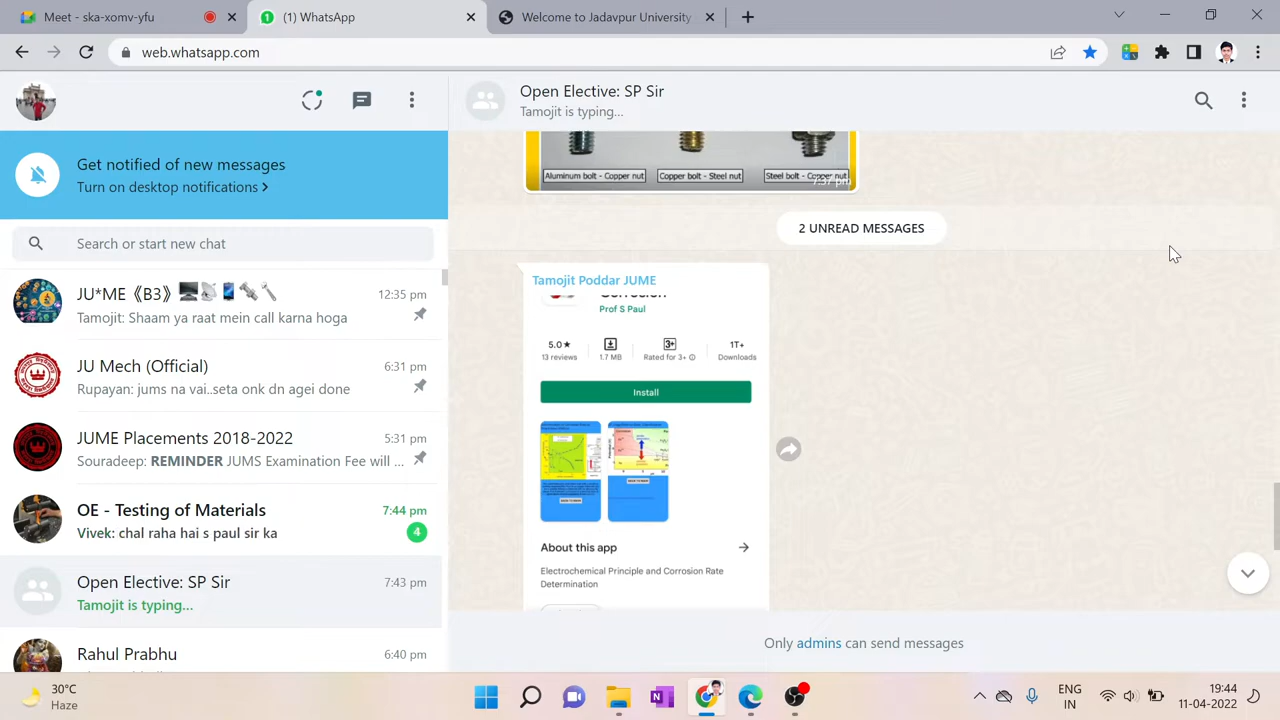 Meet - ska-xomv-yfu
(1) WhatsApp
Welcome to Jadavpur University
web.whatsapp.com
Open Elective: SP Sir
Tamojit is typing...
Get notified of new messages
Turn on desktop notifications
Search or start new chat
JU*ME 《B3》
12:35 pm
Tamojit: Shaam ya raat mein call karna hoga
JU Mech (Official)
6:31 pm
Rupayan: jums na vai..seta onk dn agei done
JUME Placements 2018-2022
5:31 pm
Souradeep: REMINDER JUMS Examination Fee will ...
OE - Testing of Materials
7:44 pm
Vivek: chal raha hai s paul sir ka
4
Open Elective: SP Sir
7:43 pm
Tamojit is typing...
Rahul Prabhu
6:40 pm
Aluminum bolt - Copper nut
Copper bolt - Steel nut
Steel bolt - Copper nut
7:37 pm
2 UNREAD MESSAGES
Tamojit Poddar JUME
Corrosion
Prof S Paul
5.0★
13 reviews
1.7 MB
3+
Rated for 3+
1T+
Downloads
Install
About this app
Electrochemical Principle and Corrosion Rate
Determination
Only admins can send messages
30°C
Haze
ENG
IN
19:44
11-04-2022